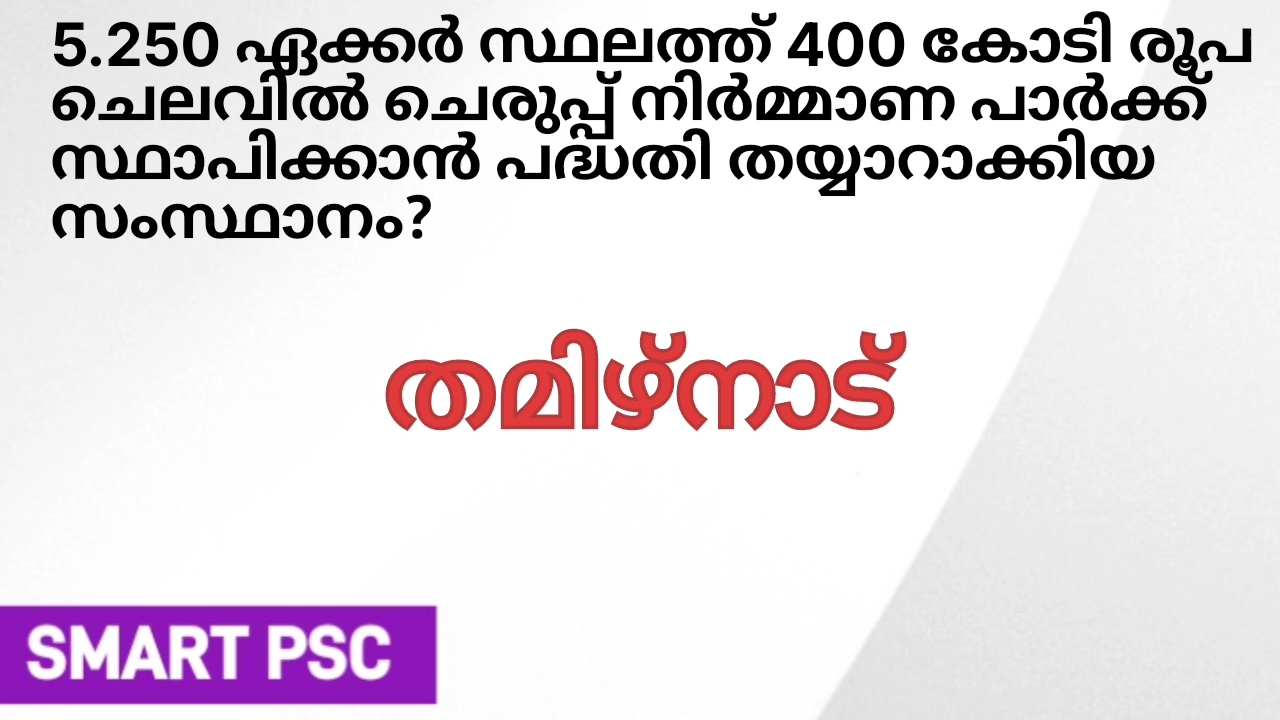 5.250 ഏക്കർ സ്ഥലത്ത് 400 കോടി രൂപ
ചെലവിൽ ചെരുപ്പ് നിർമ്മാണ പാർക്ക്
സ്ഥാപിക്കാൻ പദ്ധതി തയ്യാറാക്കിയ
സംസ്ഥാനം?
തമിഴ്നാട്
SMART PSC